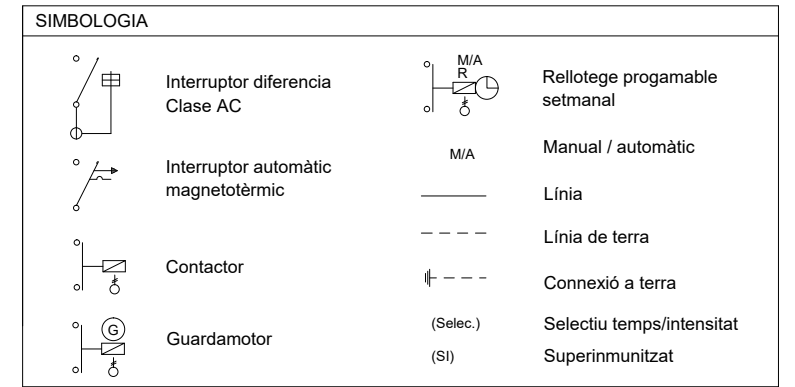 SIMBOLOGIA
Interruptor diferencia
Clase AC
Interruptor automàtic
magnetotèrmic
Contactor
G
Guardamotor
M/A
R
Rellotege progamable
setmanal
M/A
Manual / automàtic
Línia
Línia de terra
Connexió a terra
(Selec.)
Selectiu temps/intensitat
(SI)
Superinmunitzat